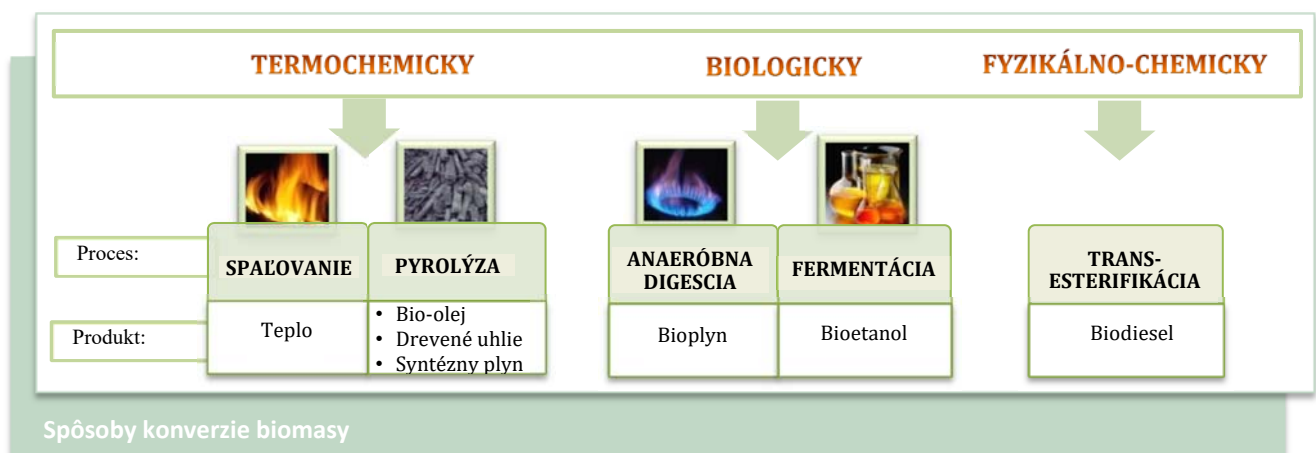 TERMOCHEMICKY
BIOLOGICKY
FYZIKÁLNO-CHEMICKY
Proces:
SPAĽOVANIE
PYROLÝZA
ANAERÓBNA
DIGESCIA
FERMENTÁCIA
TRANS-
ESTERIFIKÁCIA
Produkt:
Teplo
• Bio-olej
• Drevené uhlie
• Syntézny plyn
Bioplyn
Bioetanol
Biodiesel
Spôsoby konverzie biomasy